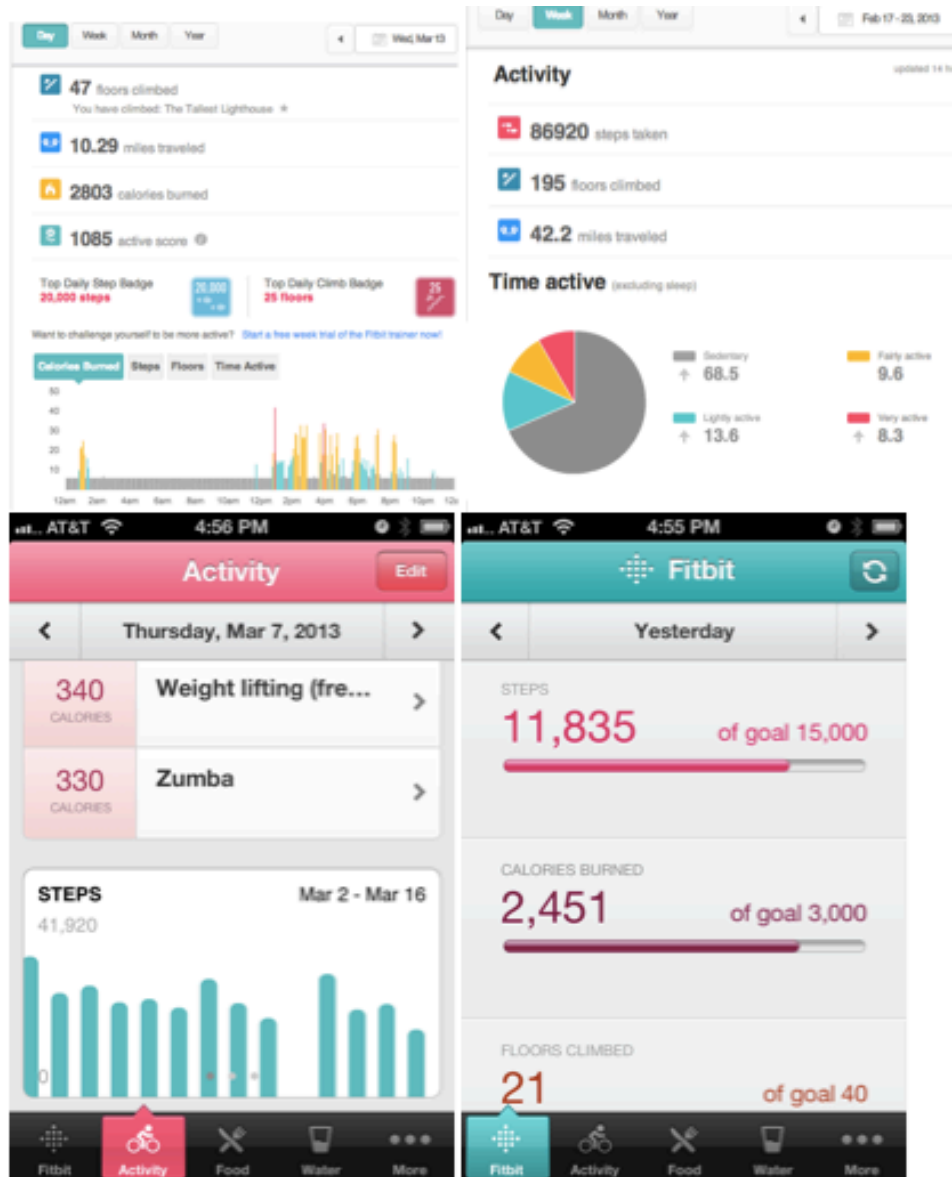 Day Week Month Year Wed, Mar 13
47 floors climbed
You have climbed: The Tallest Lighthouse
10.29 miles traveled
2803 calories burned
1085 active score
Top Daily Step Badge
20,000 steps
20,000
Top Daily Climb Badge
25 floors
25
Want to challenge yourself to be more active? Start a free week trial of the Fitbit trainer now!
Calories Burned Steps Floors Time Active
50
40
30
20
10
12am 2am 4am 6am 8am 10am 12pm 2pm 4pm 6pm 8pm 10pm
Day Week Month Year Feb 17 - 23, 2013
Activity
updated 14
86920 steps taken
195 floors climbed
42.2 miles traveled
Time active (excluding sleep)
Sedentary
68.5
Fairly active
9.6
Lightly active
13.6
Very active
8.3
AT&T 4:56 PM
Activity Edit
Thursday, Mar 7, 2013
340
CALORIES
Weight lifting (fre...
330
CALORIES
Zumba
STEPS Mar 2 - Mar 16
41,920
0
Fitbit Activity Food Water More
AT&T 4:55 PM
Fitbit
Yesterday
STEPS
11,835 of goal 15,000
CALORIES BURNED
2,451 of goal 3,000
FLOORS CLIMBED
21 of goal 40
Fitbit Activity Food Water More